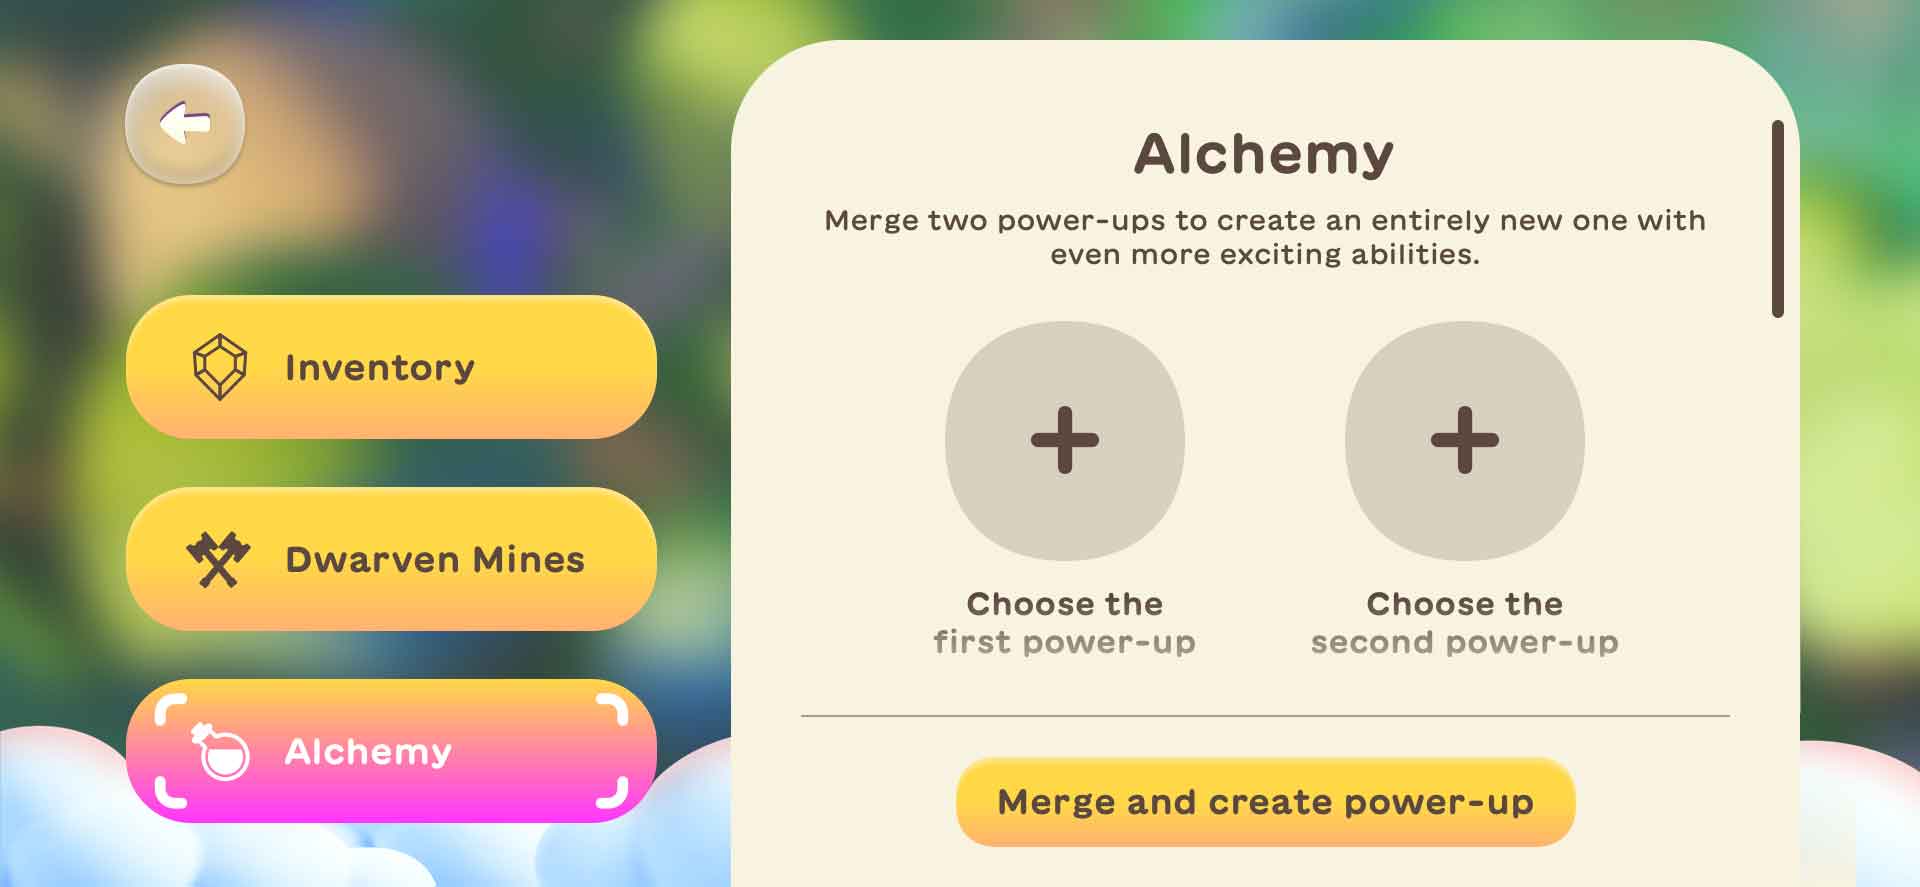 Inventory
Dwarven Mines
Alchemy
Alchemy
Merge two power-ups to create an entirely new one with
even more exciting abilities.
Choose the
first power-up
Choose the
second power-up
Merge and create power-up